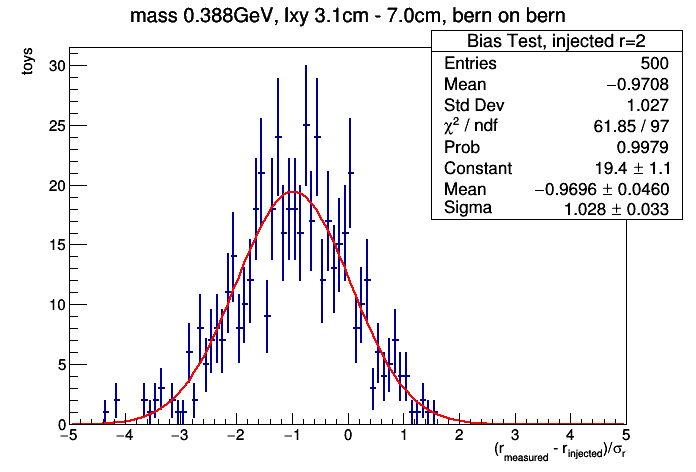 mass 0.388GeV, lxy 3.1cm - 7.0cm, bern on bern
Bias Test, injected r=2
Entries 500
Mean −0.9708
Std Dev 1.027
χ² / ndf 61.85 / 97
Prob 0.9979
Constant 19.4 ± 1.1
Mean −0.9696 ± 0.0460
Sigma 1.028 ± 0.033
toys
30
25
20
15
10
5
0
−5 −4 −3 −2 −1 0 1 2 3 4 5
(r_measured - r_injected)/σ_r